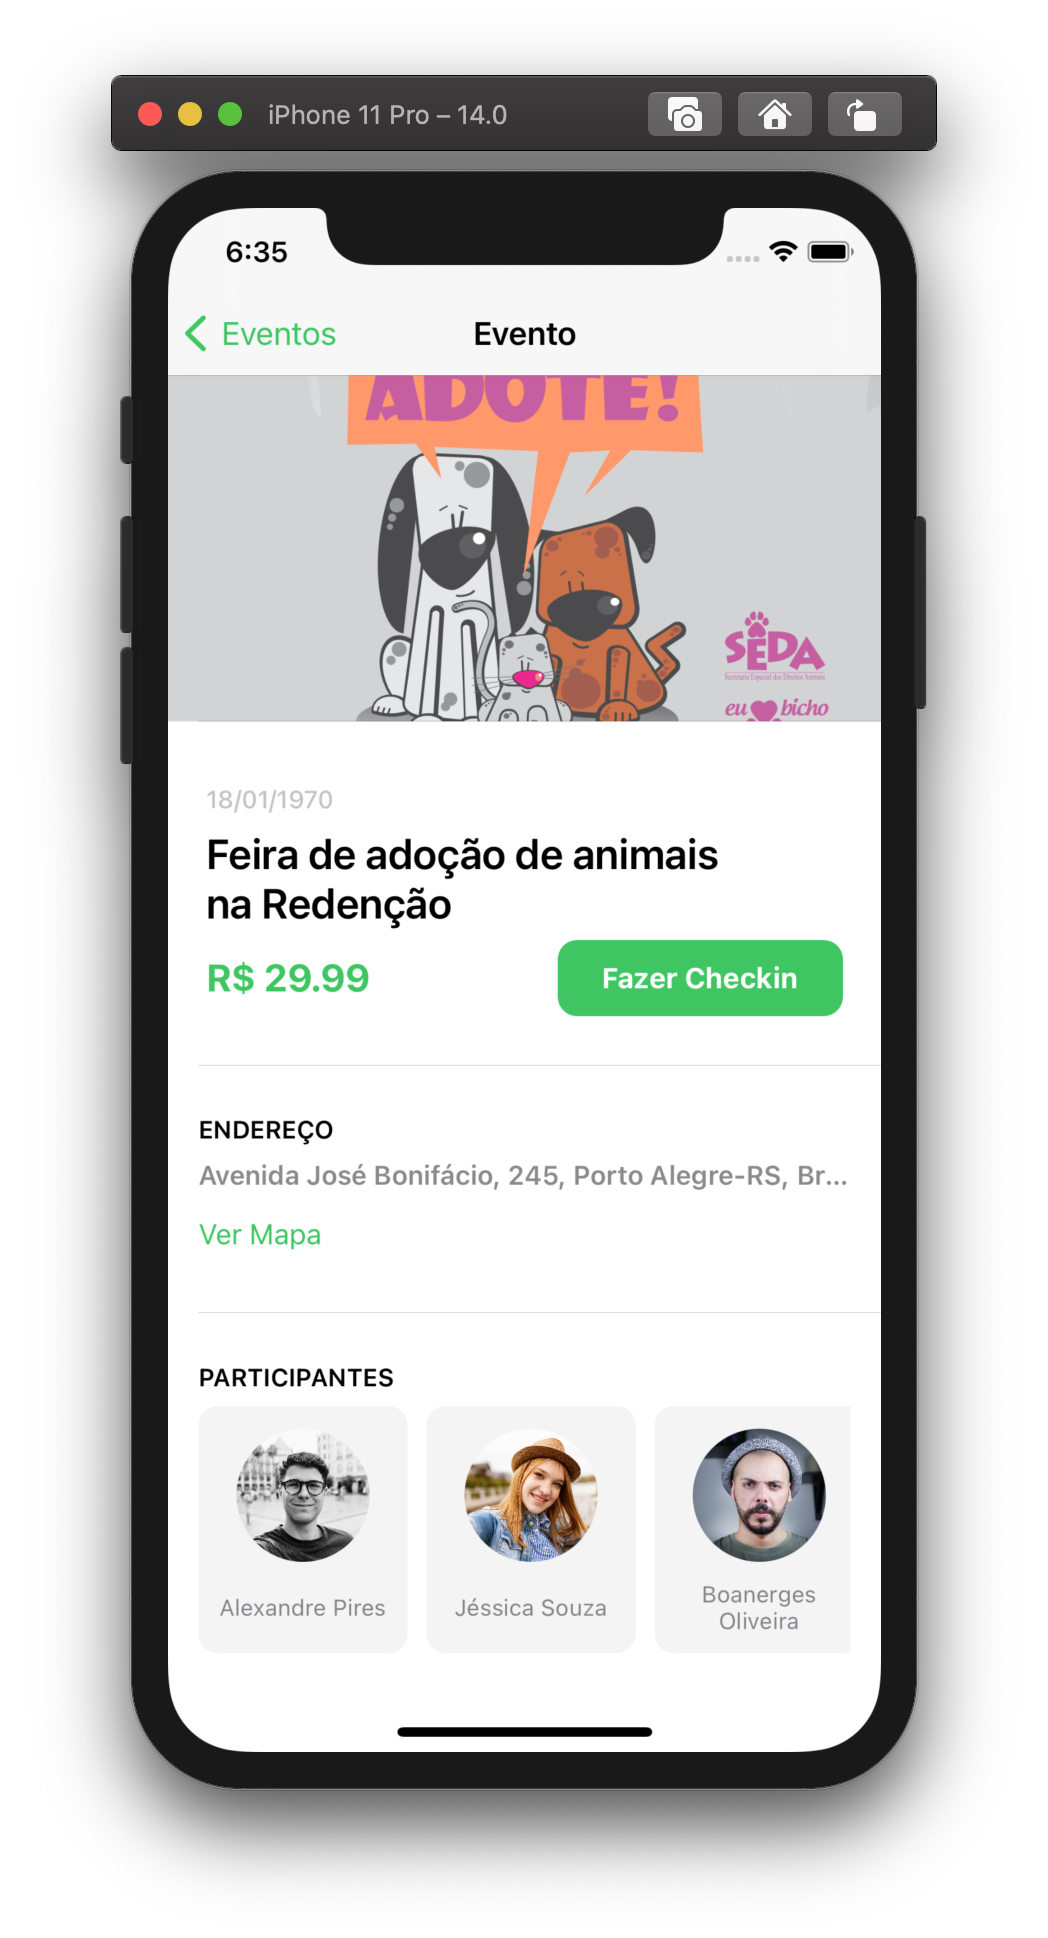 iPhone 11 Pro – 14.0
6:35
Eventos
Evento
ADOTE!
SEDA
Secretaria Especial dos Direitos Animais
eu bicho
18/01/1970
Feira de adoção de animais
na Redenção
R$ 29.99
Fazer Checkin
ENDEREÇO
Avenida José Bonifácio, 245, Porto Alegre-RS, Br...
Ver Mapa
PARTICIPANTES
Alexandre Pires
Jéssica Souza
Boanerges
Oliveira